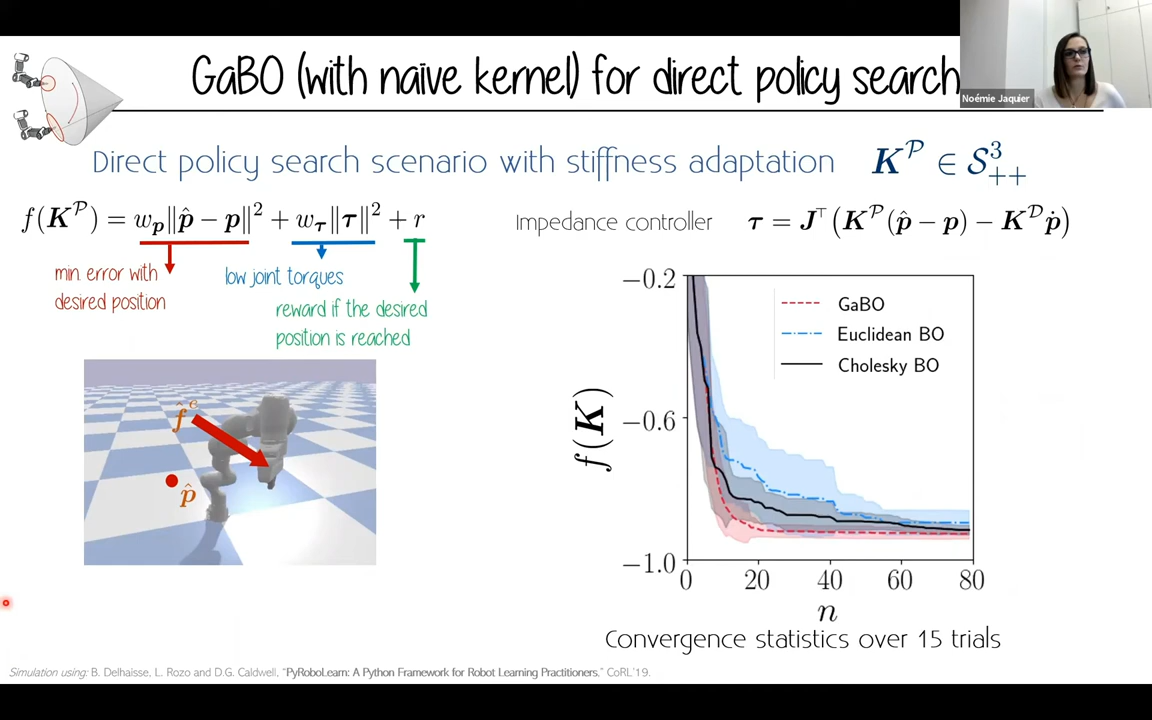 GaBO (with naïve kernel) for direct policy search
Noémie Jaquier
Direct policy search scenario with stiffness adaptation K^𝒫 ∈ 𝒮³₊₊
f(K^𝒫) = w_p‖p̂ − p‖² + w_τ‖τ‖² + r
Impedance controller τ = J^⊤(K^𝒫(p̂ − p) − K^𝒟ṗ)
min. error with
desired position
low joint torques
reward if the desired
position is reached
f̂^e
p̂
−0.2
−0.6
−1.0
f(K)
GaBO
Euclidean BO
Cholesky BO
0 20 40 60 80
n
Convergence statistics over 15 trials
Simulation using: B. Delhaisse, L. Rozo and D.G. Caldwell, "PyRoboLearn: A Python Framework for Robot Learning Practitioners," CoRL'19.